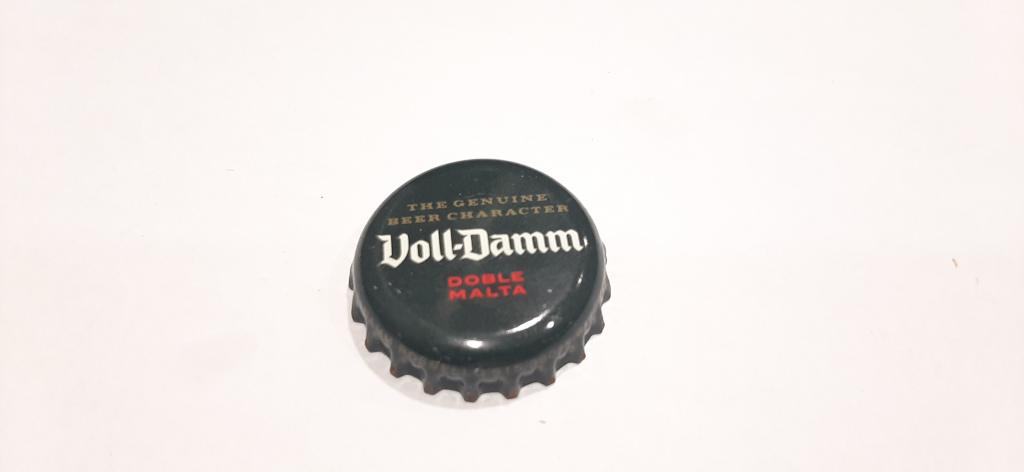 THE GENUINE
BEER CHARACTER
Voll-Damm
DOBLE
MALTA